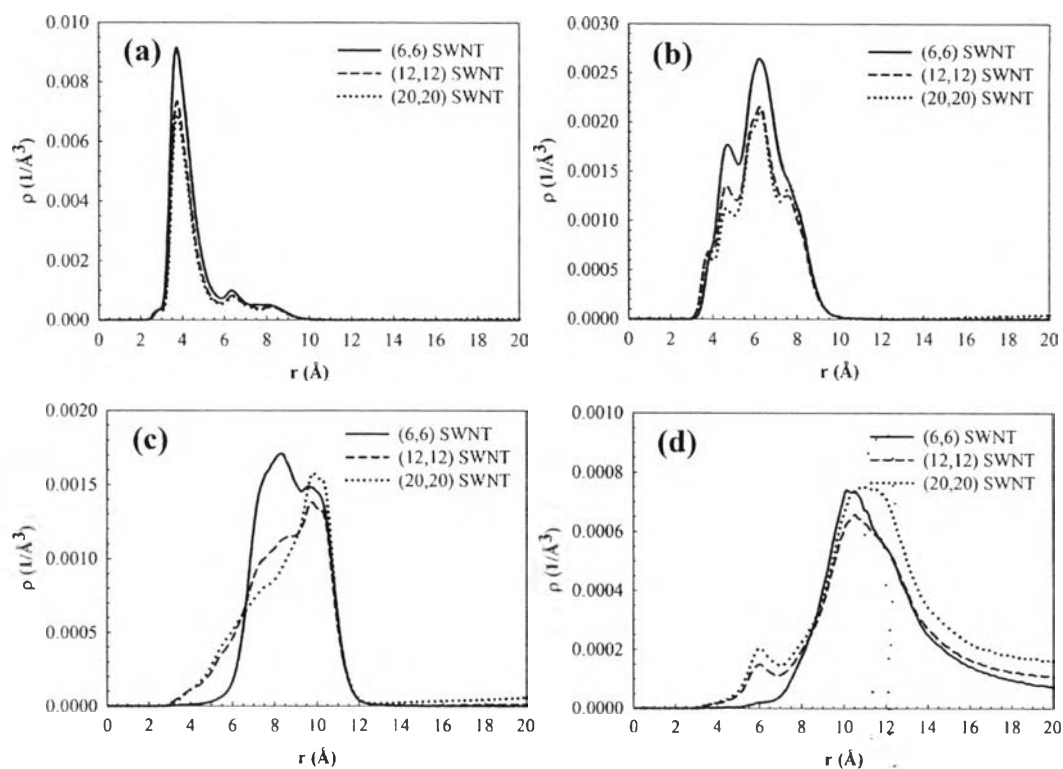 (a)
(6,6) SWNT
(12,12) SWNT
(20,20) SWNT
ρ (1/Å³)
0.010
0.008
0.006
0.004
0.002
0.000
0 2 4 6 8 10 12 14 16 18 20
r (Å)
(b)
(6,6) SWNT
(12,12) SWNT
(20,20) SWNT
ρ (1/Å³)
0.0030
0.0025
0.0020
0.0015
0.0010
0.0005
0.0000
0 2 4 6 8 10 12 14 16 18 20
r (Å)
(c)
(6,6) SWNT
(12,12) SWNT
(20,20) SWNT
ρ (1/Å³)
0.0020
0.0015
0.0010
0.0005
0.0000
0 2 4 6 8 10 12 14 16 18 20
r (Å)
(d)
(6,6) SWNT
(12,12) SWNT
(20,20) SWNT
ρ (1/Å³)
0.0010
0.0008
0.0006
0.0004
0.0002
0.0000
0 2 4 6 8 10 12 14 16 18 20
r (Å)